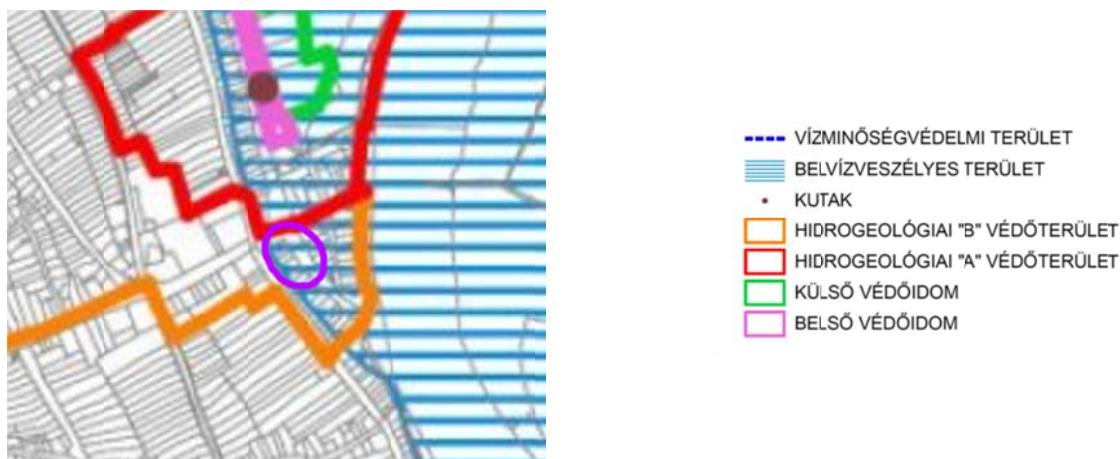 VÍZMINŐSÉGVÉDELMI TERÜLET
BELVÍZVESZÉLYES TERÜLET
KUTAK
HIDROGEOLÓGIAI "B" VÉDŐTERÜLET
HIDROGEOLÓGIAI "A" VÉDŐTERÜLET
KÜLSŐ VÉDŐIDOM
BELSŐ VÉDŐIDOM